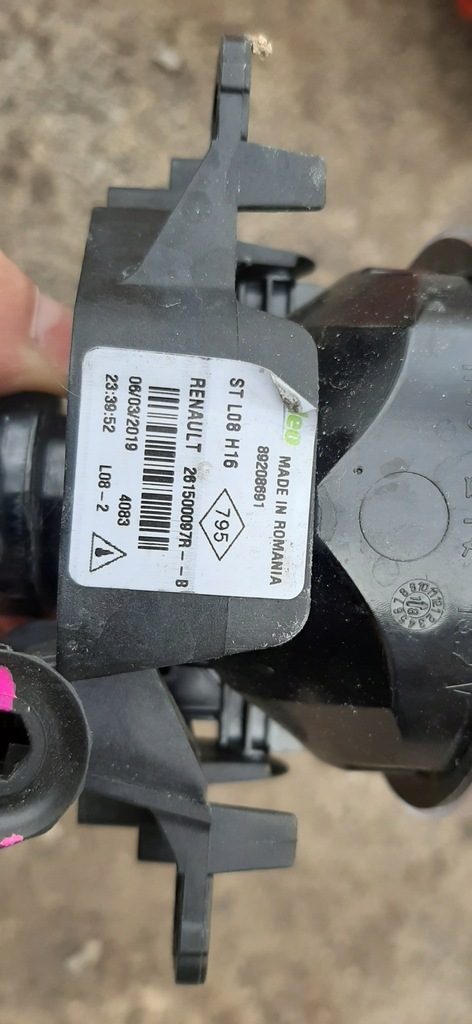 eo MADE IN ROMANIA
89208691
ST L08 H16
795
RENAULT 261500097R--B
06/03/2019 4083
23:39:52 L08-2